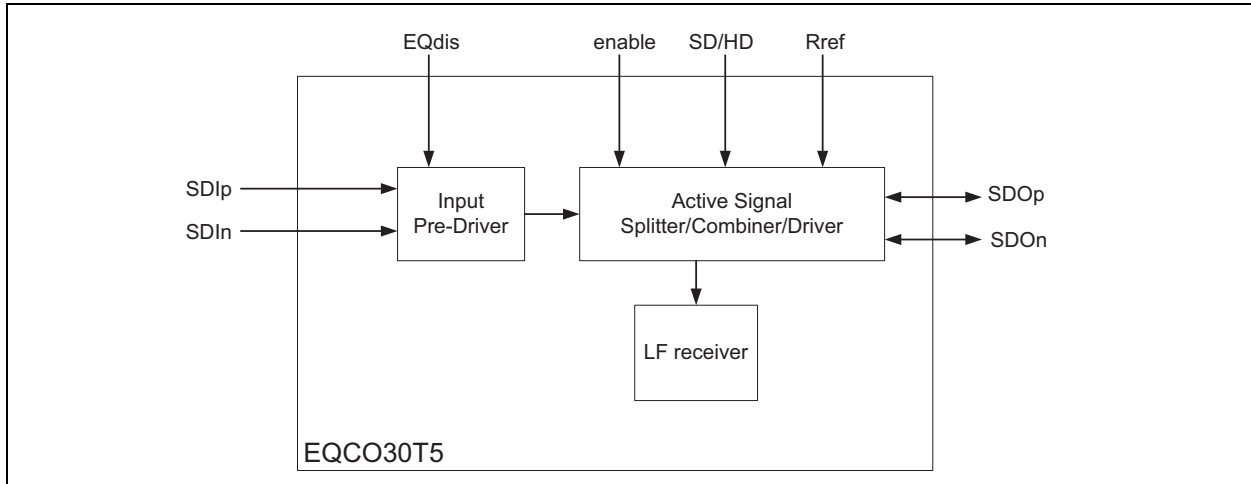 EQdis enable SD/HD Rref
SDIp
SDIn
Input
Pre-Driver
Active Signal
Splitter/Combiner/Driver
SDOp
SDOn
LF receiver
EQCO30T5